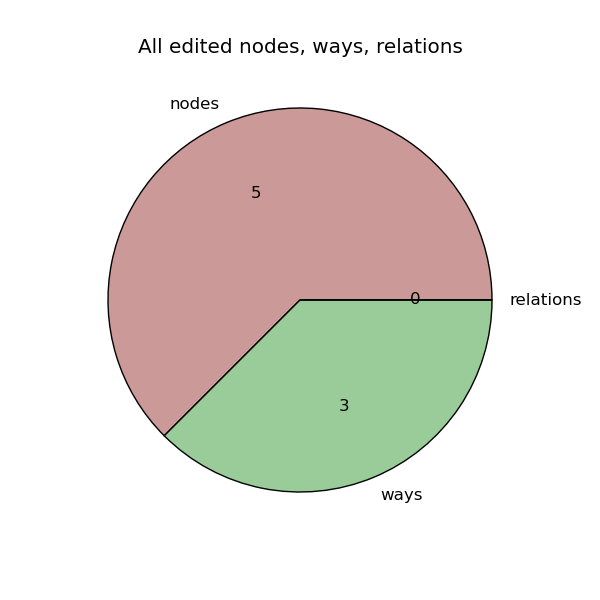 All edited nodes, ways, relations
nodes
5
0
relations
3
ways